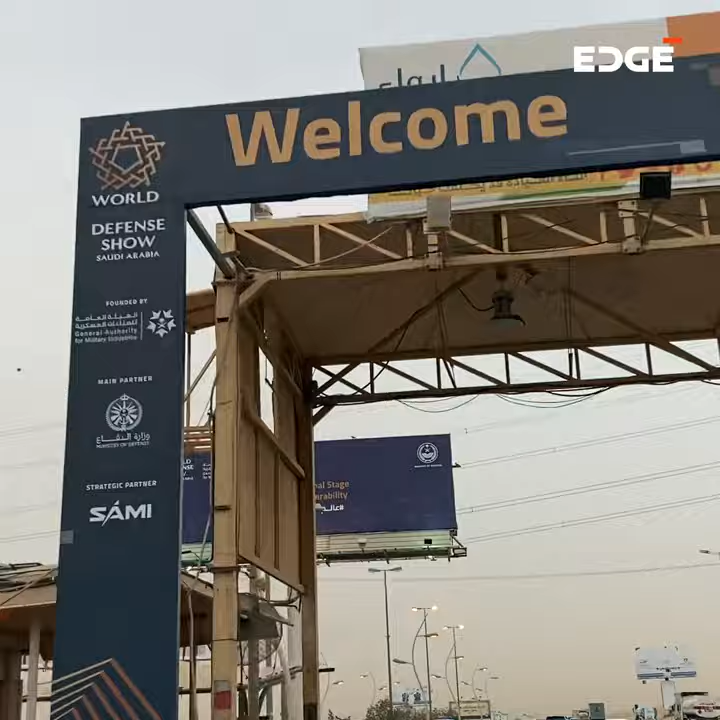 EDGE
Welcome
WORLD
DEFENSE
SHOW
SAUDI ARABIA
FOUNDED BY
الهيئة العامة
للصناعات العسكرية
General Authority
for Military Industries
MAIN PARTNER
وزارة الدفاع
MINISTRY OF DEFENSE
STRATEGIC PARTNER
SAMI
al Stage
rability